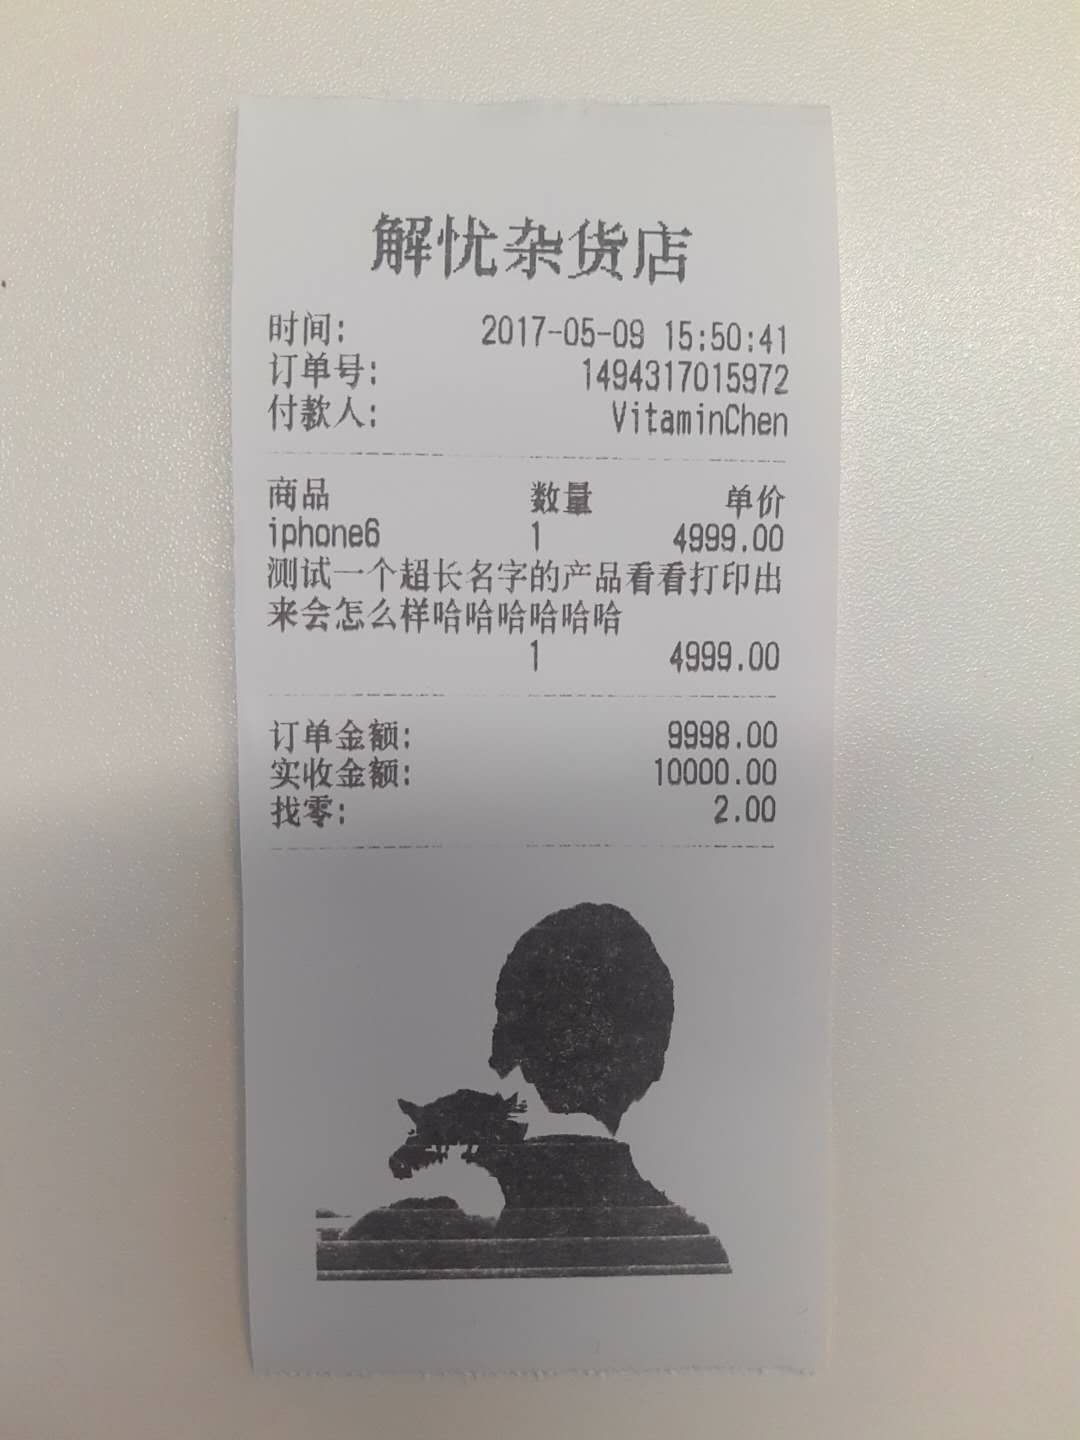 解忧杂货店
时间: 2017-05-09 15:50:41
订单号: 1494317015972
付款人: VitaminChen
商品 数量 单价
iphone6 1 4999.00
测试一个超长名字的产品看看打印出
来会怎么样哈哈哈哈哈哈
1 4999.00
订单金额: 9998.00
实收金额: 10000.00
找零: 2.00